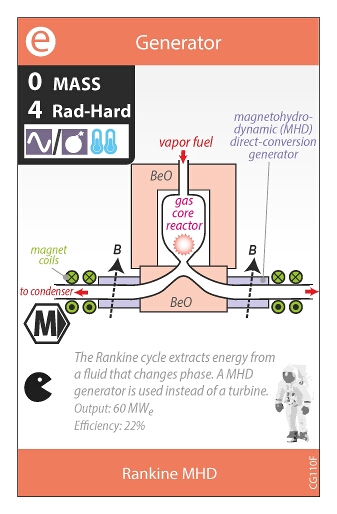 e
Generator
0 MASS
4 Rad-Hard
magnetohydro-
dynamic (MHD)
direct-conversion
generator
vapor fuel
BeO
gas
core
reactor
magnet
coils
B
B
to condenser
BeO
M
The Rankine cycle extracts energy from
a fluid that changes phase. A MHD
generator is used instead of a turbine.
Output: 60 MWe
Efficiency: 22%
Rankine MHD
CG110F